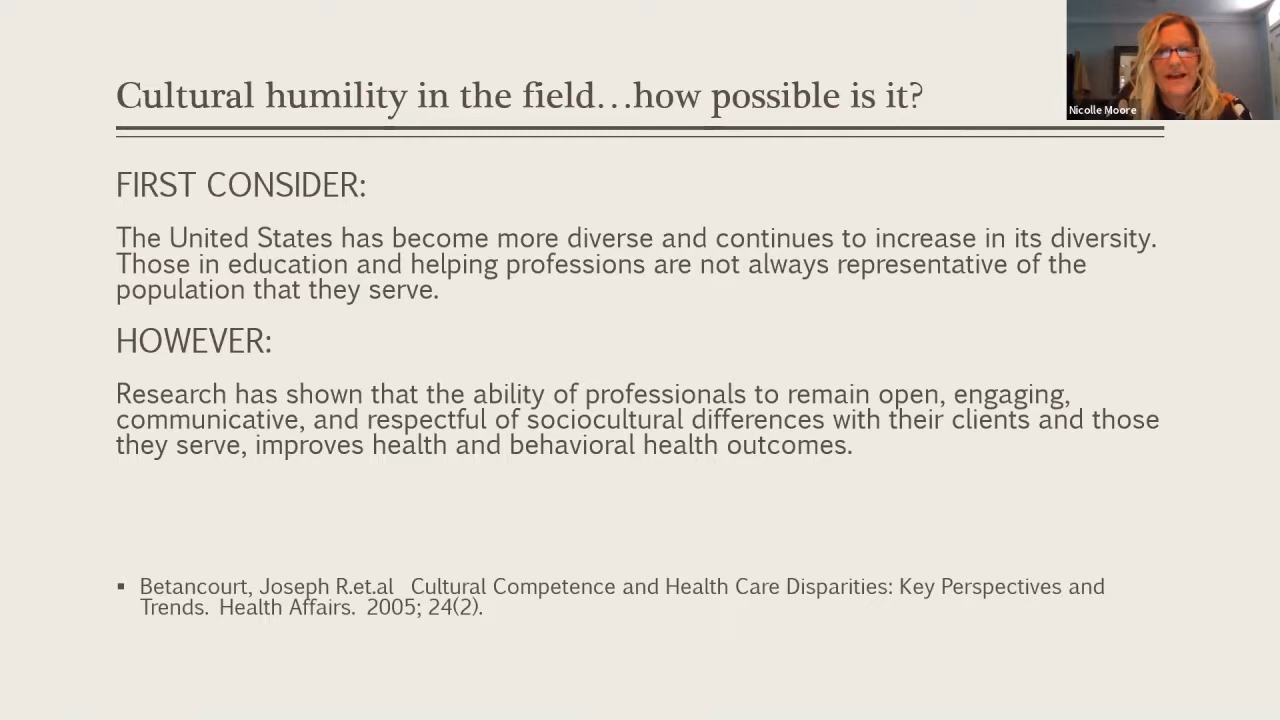 Cultural humility in the field…how possible is it?
Nicolle Moore
FIRST CONSIDER:
The United States has become more diverse and continues to increase in its diversity.
Those in education and helping professions are not always representative of the
population that they serve.
HOWEVER:
Research has shown that the ability of professionals to remain open, engaging,
communicative, and respectful of sociocultural differences with their clients and those
they serve, improves health and behavioral health outcomes.
▪ Betancourt, Joseph R.et.al Cultural Competence and Health Care Disparities: Key Perspectives and
Trends. Health Affairs. 2005; 24(2).